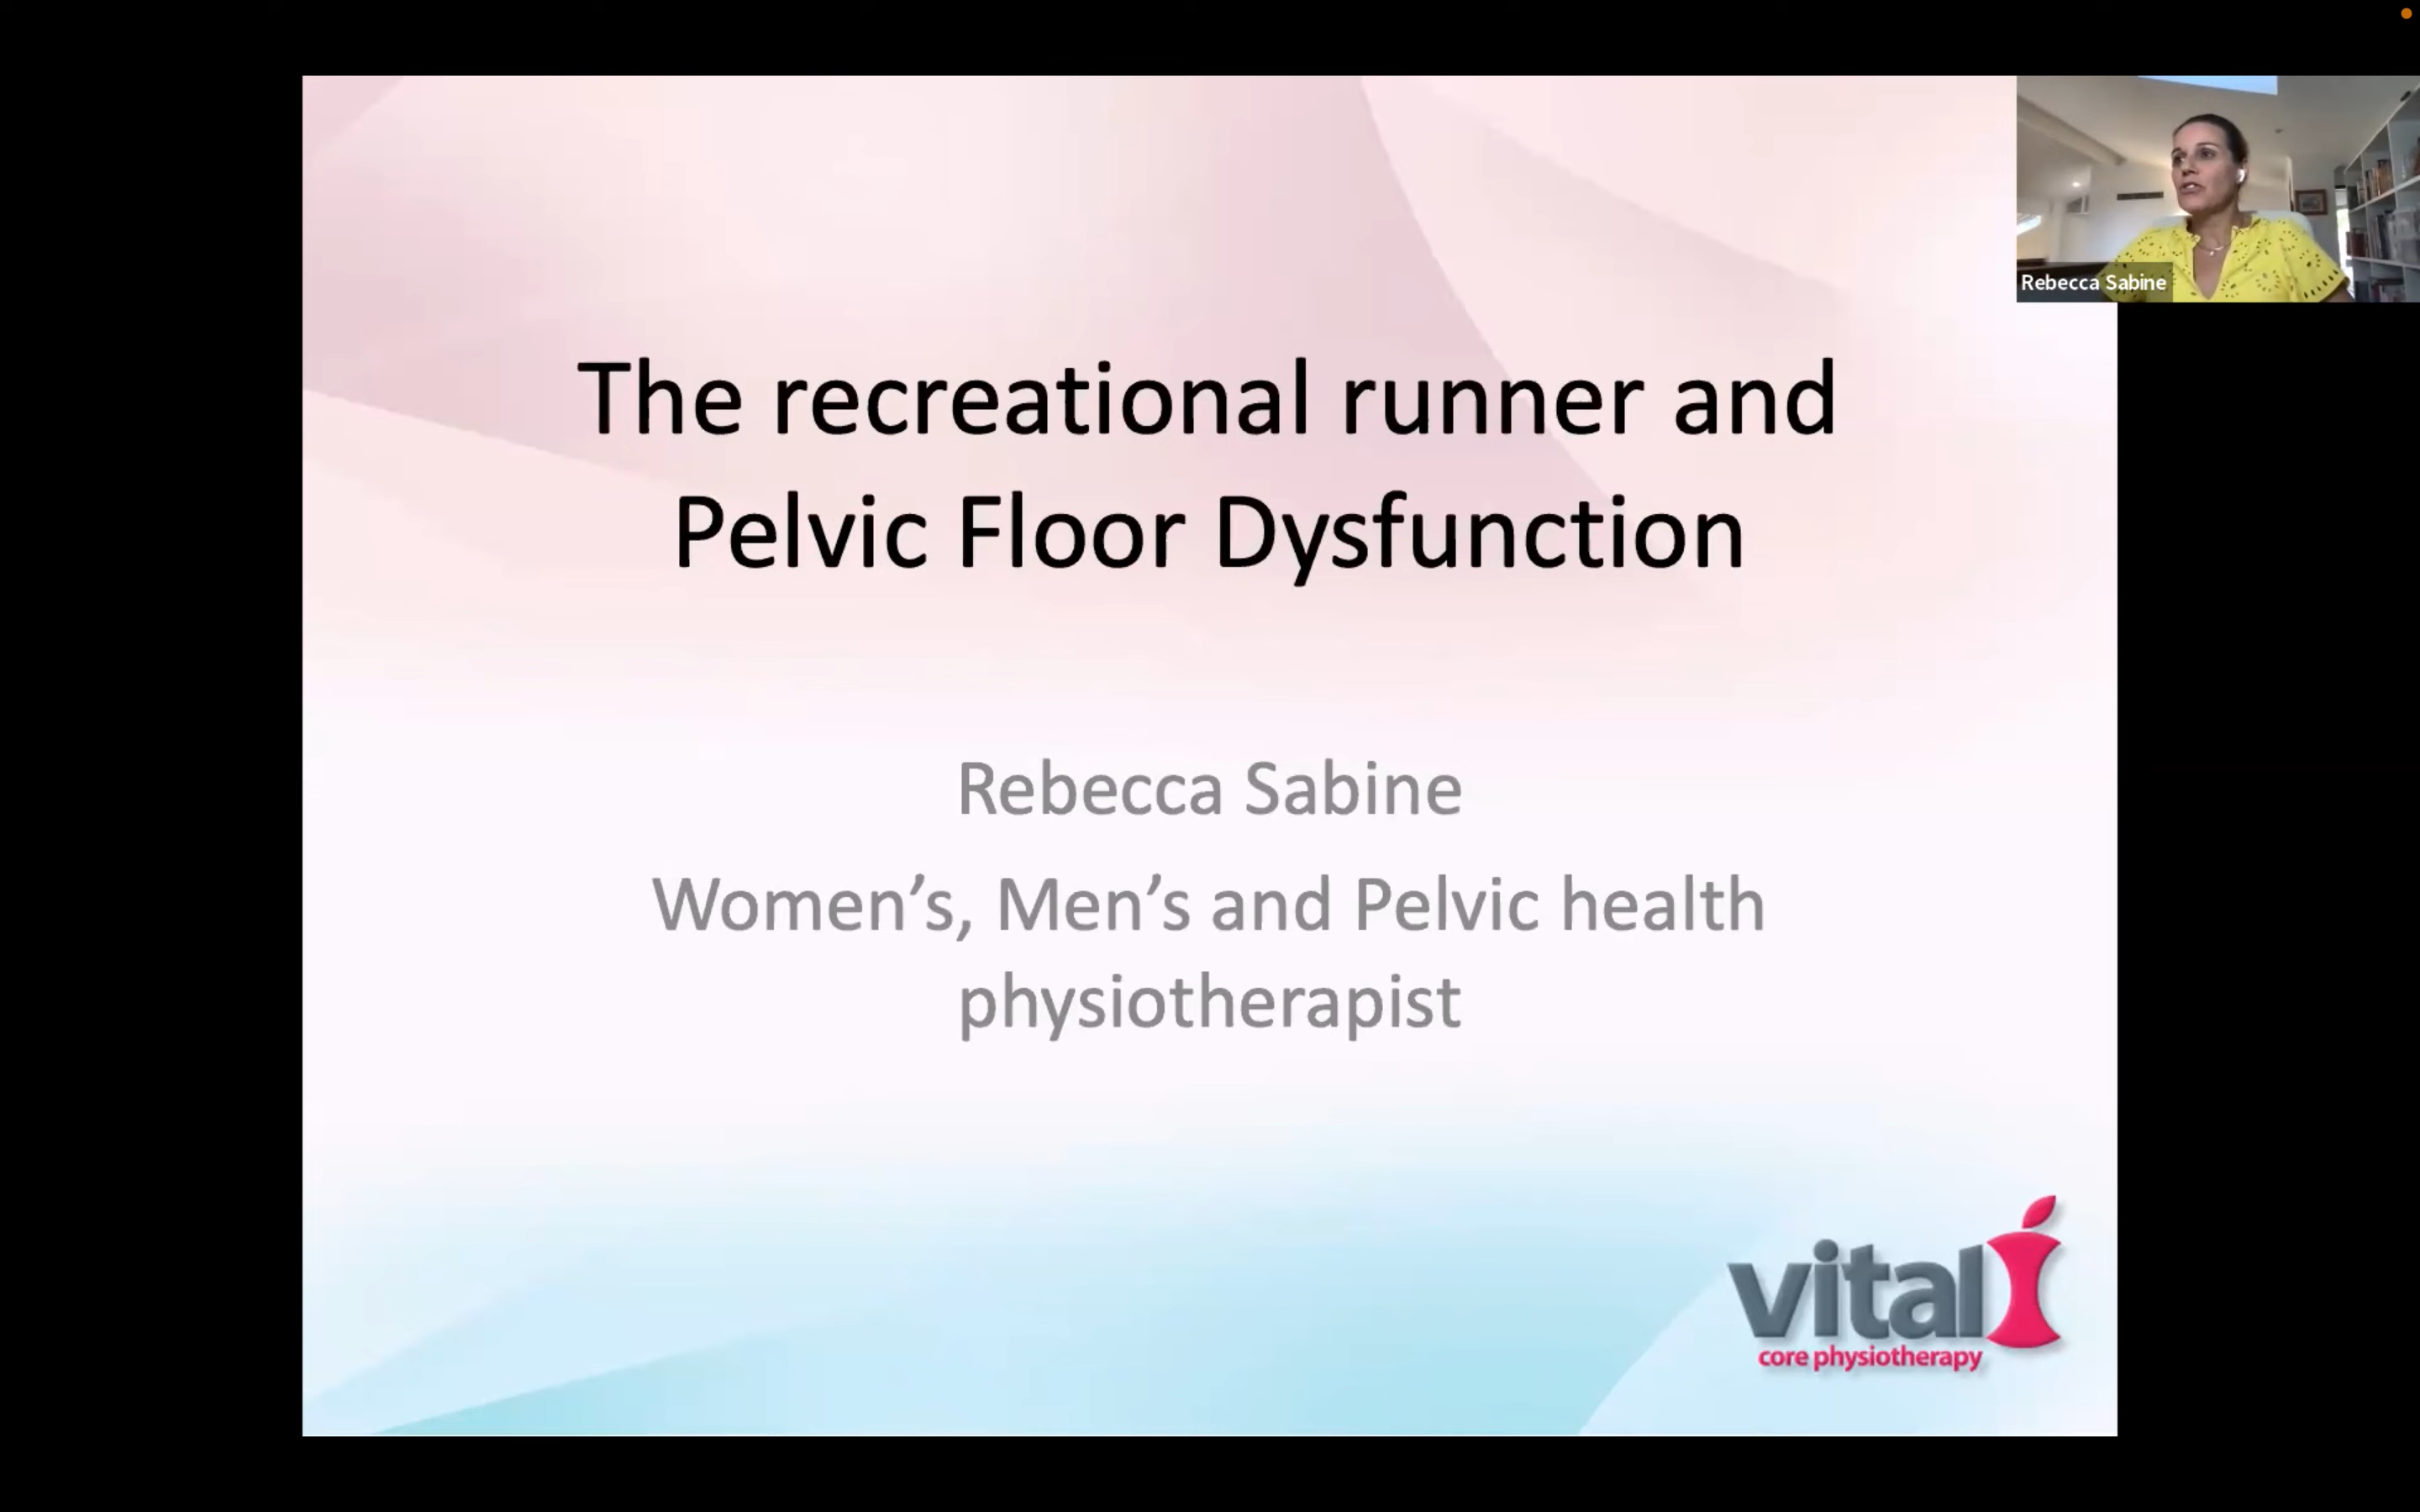 The recreational runner and
Pelvic Floor Dysfunction
Rebecca Sabine
Women’s, Men’s and Pelvic health
physiotherapist
Rebecca Sabine
vital
core physiotherapy